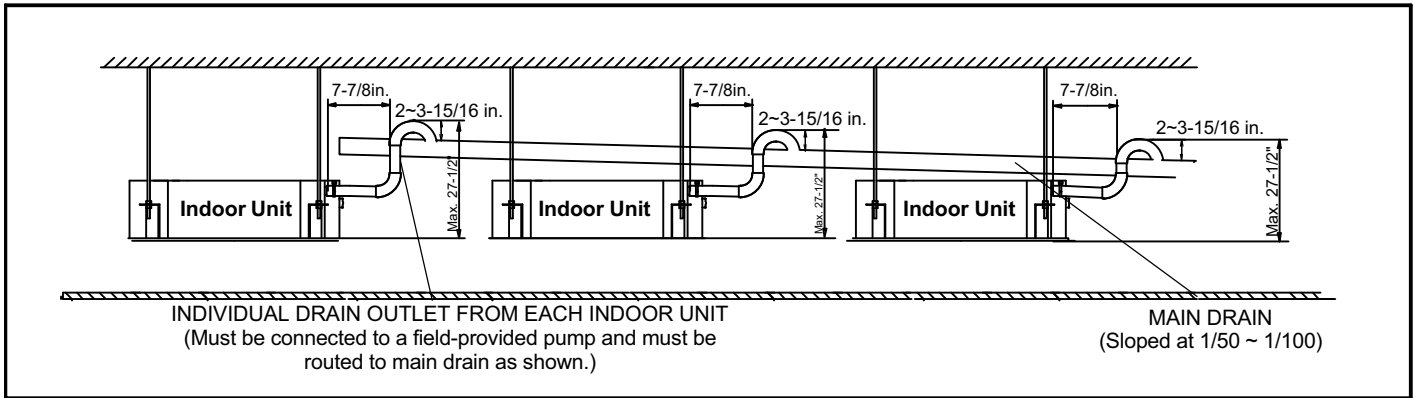 7-7/8in.
2~3-15/16 in.
Max. 27-1/2"
Indoor Unit
7-7/8in.
2~3-15/16 in.
Max. 27-1/2"
Indoor Unit
7-7/8in.
2~3-15/16 in.
Max. 27-1/2"
Indoor Unit
INDIVIDUAL DRAIN OUTLET FROM EACH INDOOR UNIT
(Must be connected to a field-provided pump and must be
routed to main drain as shown.)
MAIN DRAIN
(Sloped at 1/50 ~ 1/100)